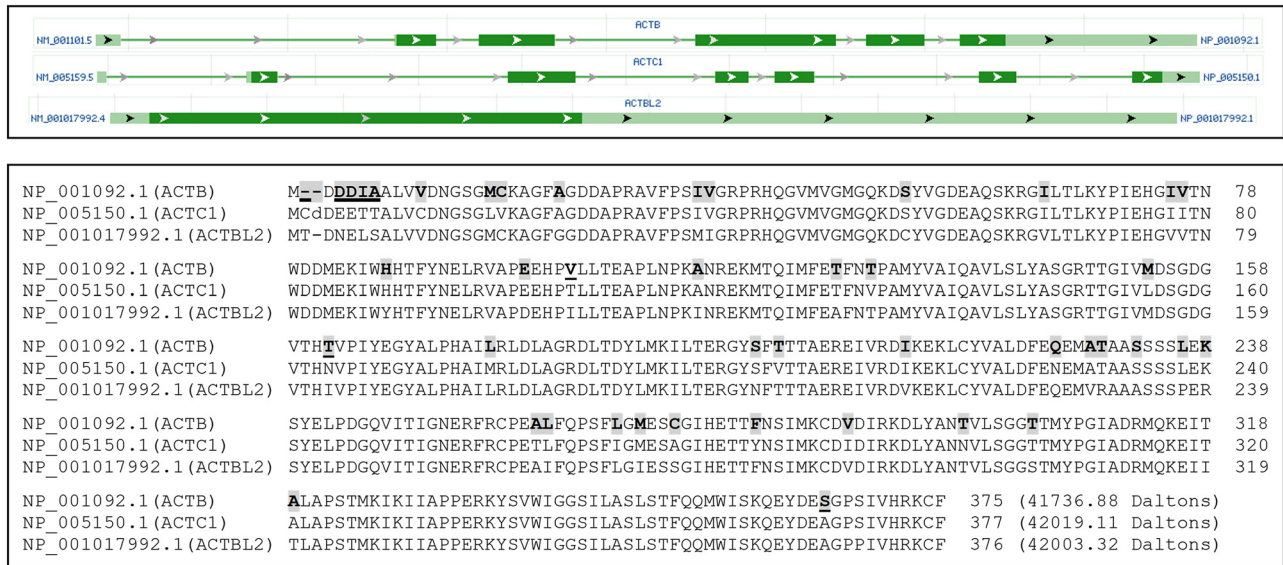 ACTB
NM_001101.5 NP_001092.1
ACTC1
NM_005159.5 NP_005150.1
ACTBL2
NM_001017992.4 NP_001017992.1
NP_001092.1(ACTB) M--DDDIAALVVDNGSGMCKAGFAGDDAPRAVFPSIVGRPRHQGVMVGMGQKDSYVGDEAQSKRGILTLKYPIEHGIVTN 78
NP_005150.1(ACTC1) MCdDEETTALVCDNGSGLVKAGFAGDDAPRAVFPSIVGRPRHQGVMVGMGQKDSYVGDEAQSKRGILTLKYPIEHGIITN 80
NP_001017992.1(ACTBL2) MT-DNELSALVVDNGSGMCKAGFGGDDAPRAVFPSMIGRPRHQGVMVGMGQKDCYVGDEAQSKRGVLTLKYPIEHGVVTN 79
NP_001092.1(ACTB) WDDMEKIWHHTFYNELRVAPEEHPVLLTEAPLNPKANREKMTQIMFETFNTPAMYVAIQAVLSLYASGRTTGIVMDSGDG 158
NP_005150.1(ACTC1) WDDMEKIWHHTFYNELRVAPEEHPTLLTEAPLNPKANREKMTQIMFETFNVPAMYVAIQAVLSLYASGRTTGIVLDSGDG 160
NP_001017992.1(ACTBL2) WDDMEKIWYHTFYNELRVAPDEHPILLTEAPLNPKINREKMTQIMFEAFNTPAMYVAIQAVLSLYASGRTTGIVMDSGDG 159
NP_001092.1(ACTB) VTHTVPIYEGYALPHAILRLDLAGRDLTDYLMKILTERGYSFTTTAEREIVRDIKEKLCYVALDFEQEMATAASSSSLEK 238
NP_005150.1(ACTC1) VTHNVPIYEGYALPHAIMRLDLAGRDLTDYLMKILTERGYSFVTTAEREIVRDIKEKLCYVALDFENEMATAASSSSLEK 240
NP_001017992.1(ACTBL2) VTHIVPIYEGYALPHAILRLDLAGRDLTDYLMKILTERGYNFTTTAEREIVRDVKEKLCYVALDFEQEMVRAAASSSPER 239
NP_001092.1(ACTB) SYELPDGQVITIGNERFRCPEALFQPSFLGMESCGIHETTFNSIMKCDVDIRKDLYANTVLSGGTTMYPGIADRMQKEIT 318
NP_005150.1(ACTC1) SYELPDGQVITIGNERFRCPETLFQPSFIGMESAGIHETTYNSIMKCDIDIRKDLYANNVLSGGTTMYPGIADRMQKEIT 320
NP_001017992.1(ACTBL2) SYELPDGQVITIGNERFRCPEAIFQPSFLGIESSGIHETTFNSIMKCDVDIRKDLYANTVLSGGSTMYPGIADRMQKEII 319
NP_001092.1(ACTB) ALAPSTMKIKIIAPPERKYSVWIGGSILASLSTFQQMWISKQEYDESGPSIVHRKCF 375 (41736.88 Daltons)
NP_005150.1(ACTC1) ALAPSTMKIKIIAPPERKYSVWIGGSILASLSTFQQMWISKQEYDEAGPSIVHRKCF 377 (42019.11 Daltons)
NP_001017992.1(ACTBL2) TLAPSTMKIKIIAPPERKYSVWIGGSILASLSTFQQMWISKQEYDEAGPPIVHRKCF 376 (42003.32 Daltons)